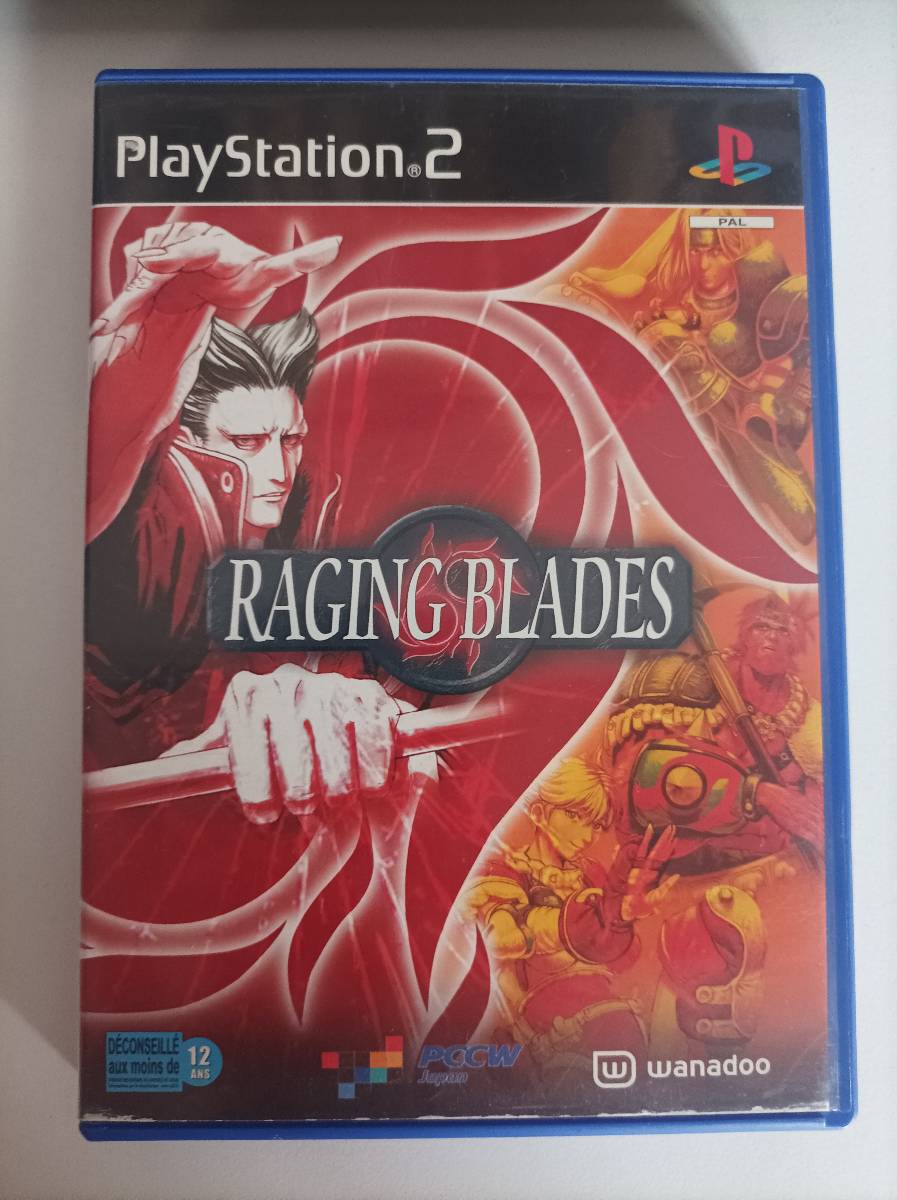 PlayStation®2
PAL
RAGING BLADES
DÉCONSEILLÉ
aux moins de
12
ANS
PCCW
Japan
wanadoo